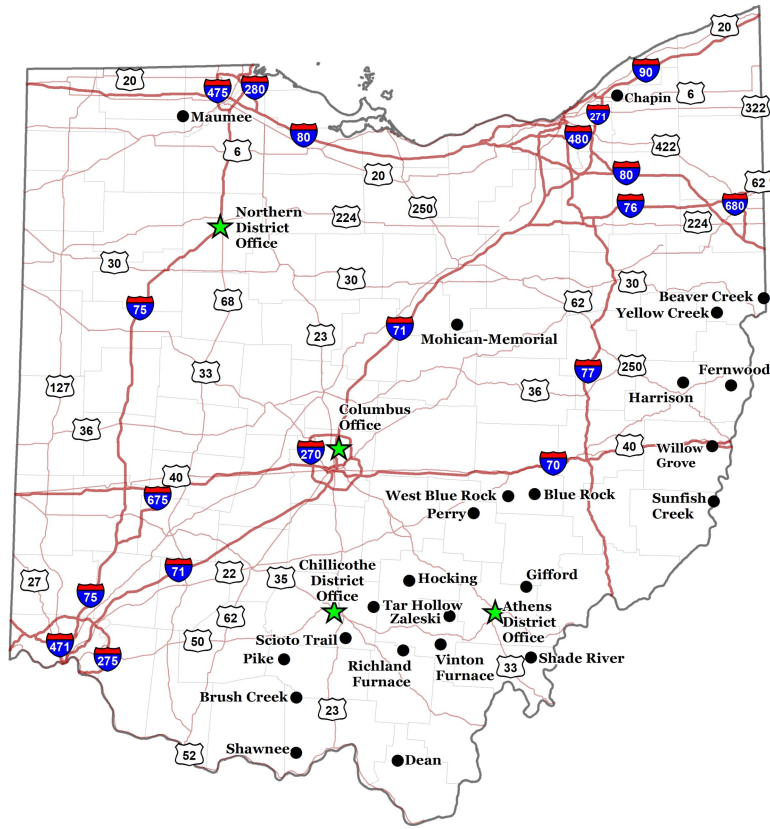 20
90
475
280
Chapin
6
322
Maumee
271
80
480
6
422
20
80
62
250
76
680
Northern
District
Office
224
224
30
30
30
68
62
Beaver Creek
75
Yellow Creek
23
71
Mohican-Memorial
33
77
250
Fernwood
127
36
Harrison
Columbus
Office
36
270
40
Willow
Grove
70
40
675
West Blue Rock
Blue Rock
Sunfish
Creek
Perry
71
22
35
Chillicothe
District
Office
Hocking
Gifford
27
75
Tar Hollow
Zaleski
Athens
District
Office
62
50
Scioto Trail
471
275
Pike
Richland
Furnace
Vinton
Furnace
Shade River
33
Brush Creek
23
52
Shawnee
Dean